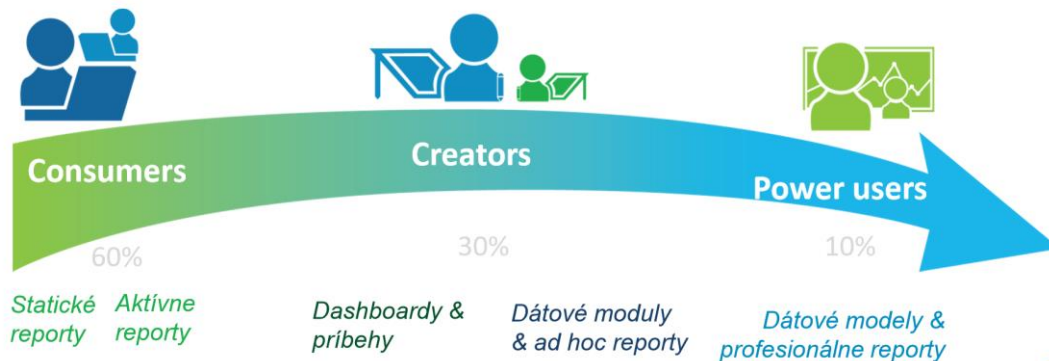 Consumers
Creators
Power users
60%
30%
10%
Statické
reporty
Aktívne
reporty
Dashboardy &
príbehy
Dátové moduly
& ad hoc reporty
Dátové modely &
profesionálne reporty